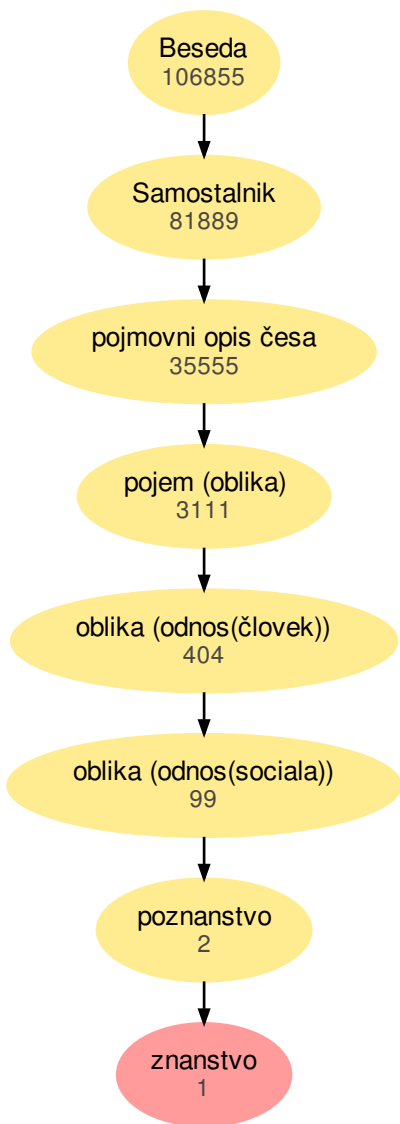 Beseda
106855
Samostalnik
81889
pojmovni opis česa
35555
pojem (oblika)
3111
oblika (odnos(človek))
404
oblika (odnos(sociala))
99
poznanstvo
2
znanstvo
1